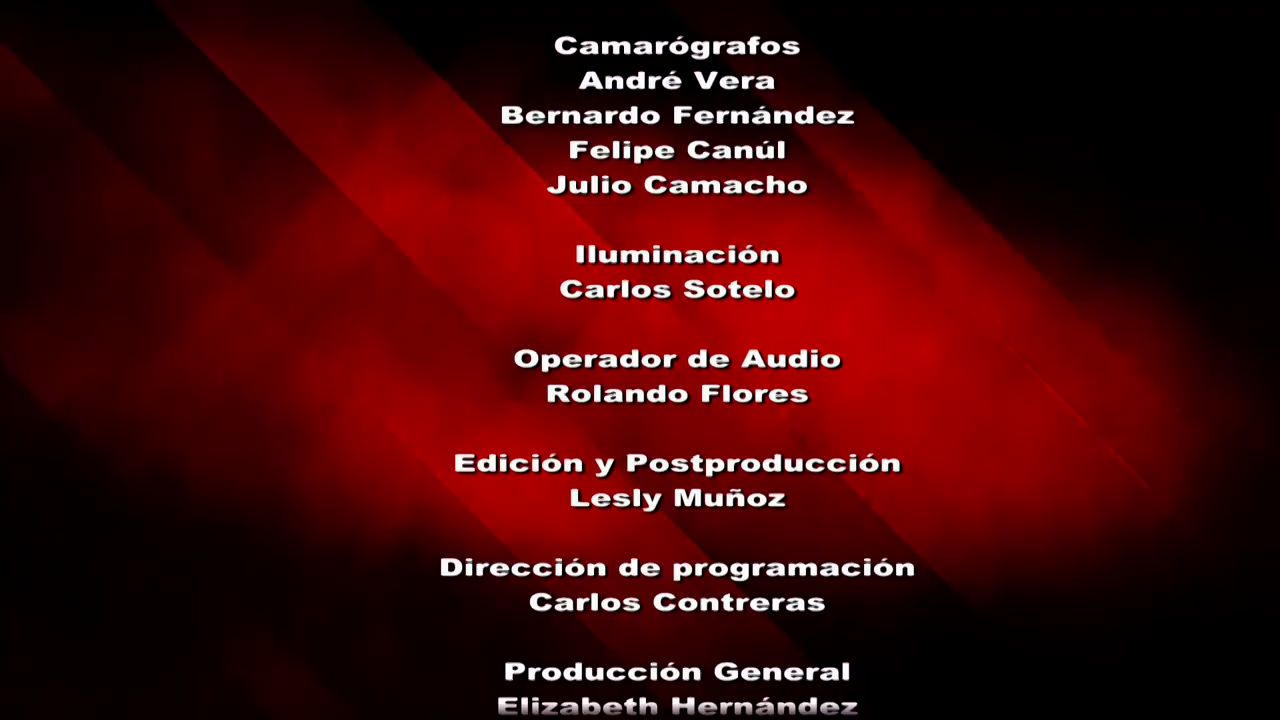 Camarógrafos
André Vera
Bernardo Fernández
Felipe Canúl
Julio Camacho
Iluminación
Carlos Sotelo
Operador de Audio
Rolando Flores
Edición y Postproducción
Lesly Muñoz
Dirección de programación
Carlos Contreras
Producción General
Elizabeth Hernández